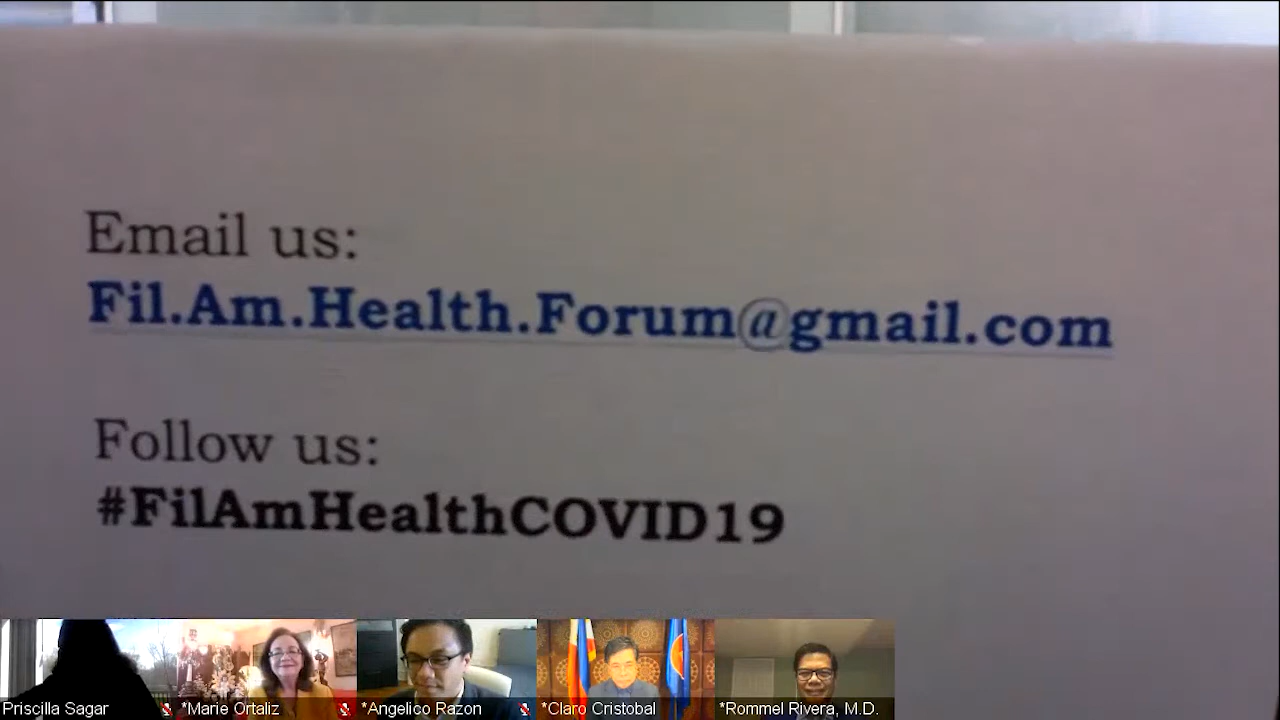 Email us:
Fil.Am.Health.Forum@gmail.com
Follow us:
#FilAmHealthCOVID19
Priscilla Sagar
*Marie Ortaliz
*Angelico Razon
*Claro Cristobal
*Rommel Rivera, M.D.